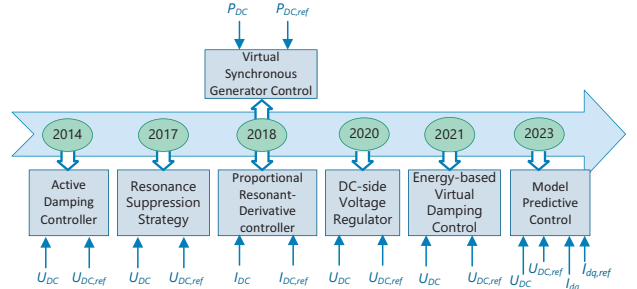 P_DC P_DC,ref
Virtual
Synchronous
Generator Control
2014 2017 2018 2020 2021 2023
Active
Damping
Controller
Resonance
Suppression
Strategy
Proportional
Resonant-
Derivative controller
DC-side
Voltage
Regulator
Energy-based
Virtual
Damping
Control
Model
Predictive
Control
U_DC U_DC,ref U_DC U_DC,ref I_DC I_DC,ref U_DC U_DC,ref U_DC U_DC,ref U_DC U_DC,ref I_dq I_dq,ref